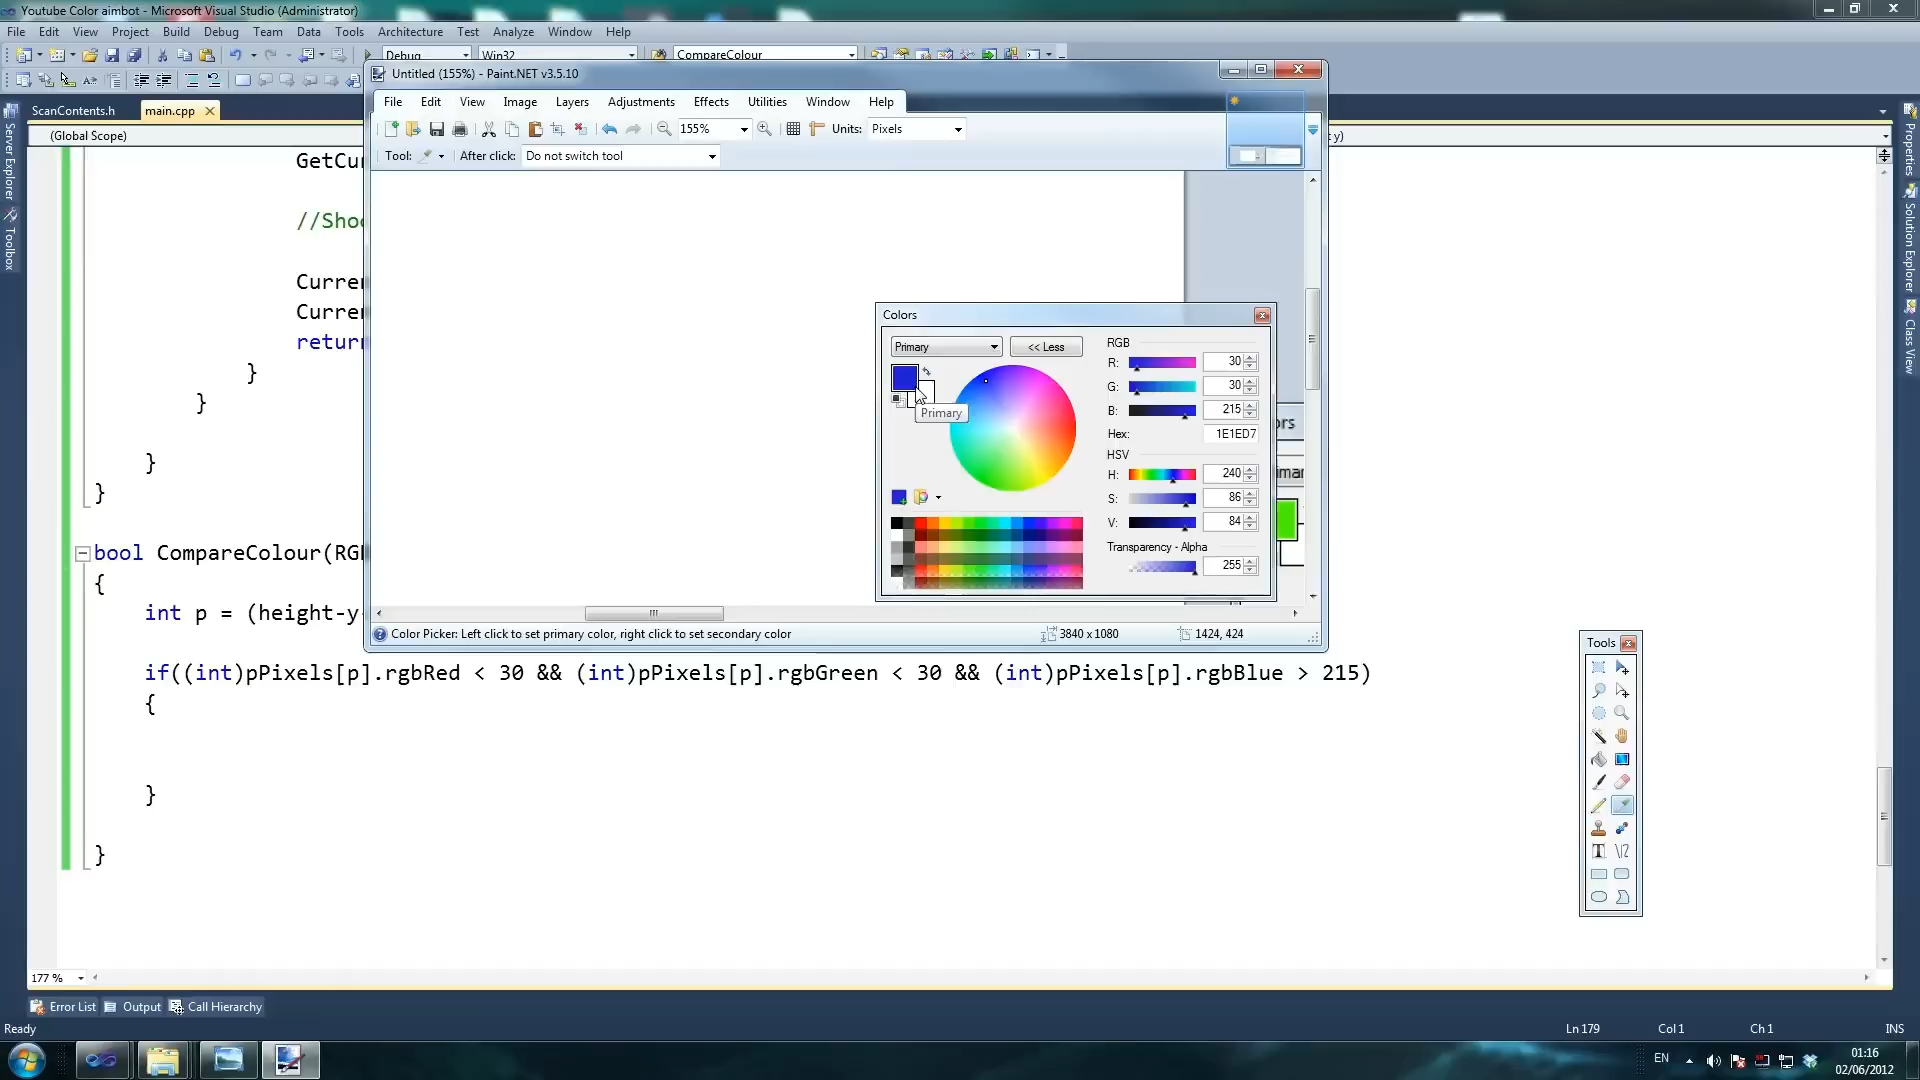 Youtube Color aimbot - Microsoft Visual Studio (Administrator)
File Edit View Project Build Debug Team Data Tools Architecture Test Analyze Window Help
Debug Win32 CompareColour
Untitled (155%) - Paint.NET v3.5.10
File Edit View Image Layers Adjustments Effects Utilities Window Help
155% Units: Pixels
Tool: After click: Do not switch tool
ScanContents.h main.cpp
(Global Scope) y)
Server Explorer
Toolbox
Properties
Solution Explorer
Class View
GetCu
//Shoo
Curren
Curren
return
}
}
}
}
bool CompareColour(RG
{
int p = (height-y
if((int)pPixels[p].rgbRed < 30 && (int)pPixels[p].rgbGreen < 30 && (int)pPixels[p].rgbBlue > 215)
{
}
}
Colors
Primary << Less
Primary
RGB
R: 30
G: 30
B: 215
Hex: 1E1ED7
HSV
H: 240
S: 86
V: 84
Transparency - Alpha
255
ors
imar
Color Picker: Left click to set primary color, right click to set secondary color 3840 x 1080 1424, 424
Tools
177 %
Error List Output Call Hierarchy
Ready Ln 179 Col 1 Ch 1 INS
EN 01:16
02/06/2012